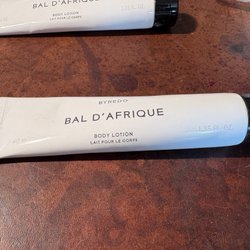 BAL D'AFRIQUE
BODY LOTION
LAIT POUR LE CORPS
BYREDO
BAL D'AFRIQUE
BODY LOTION
LAIT POUR LE CORPS